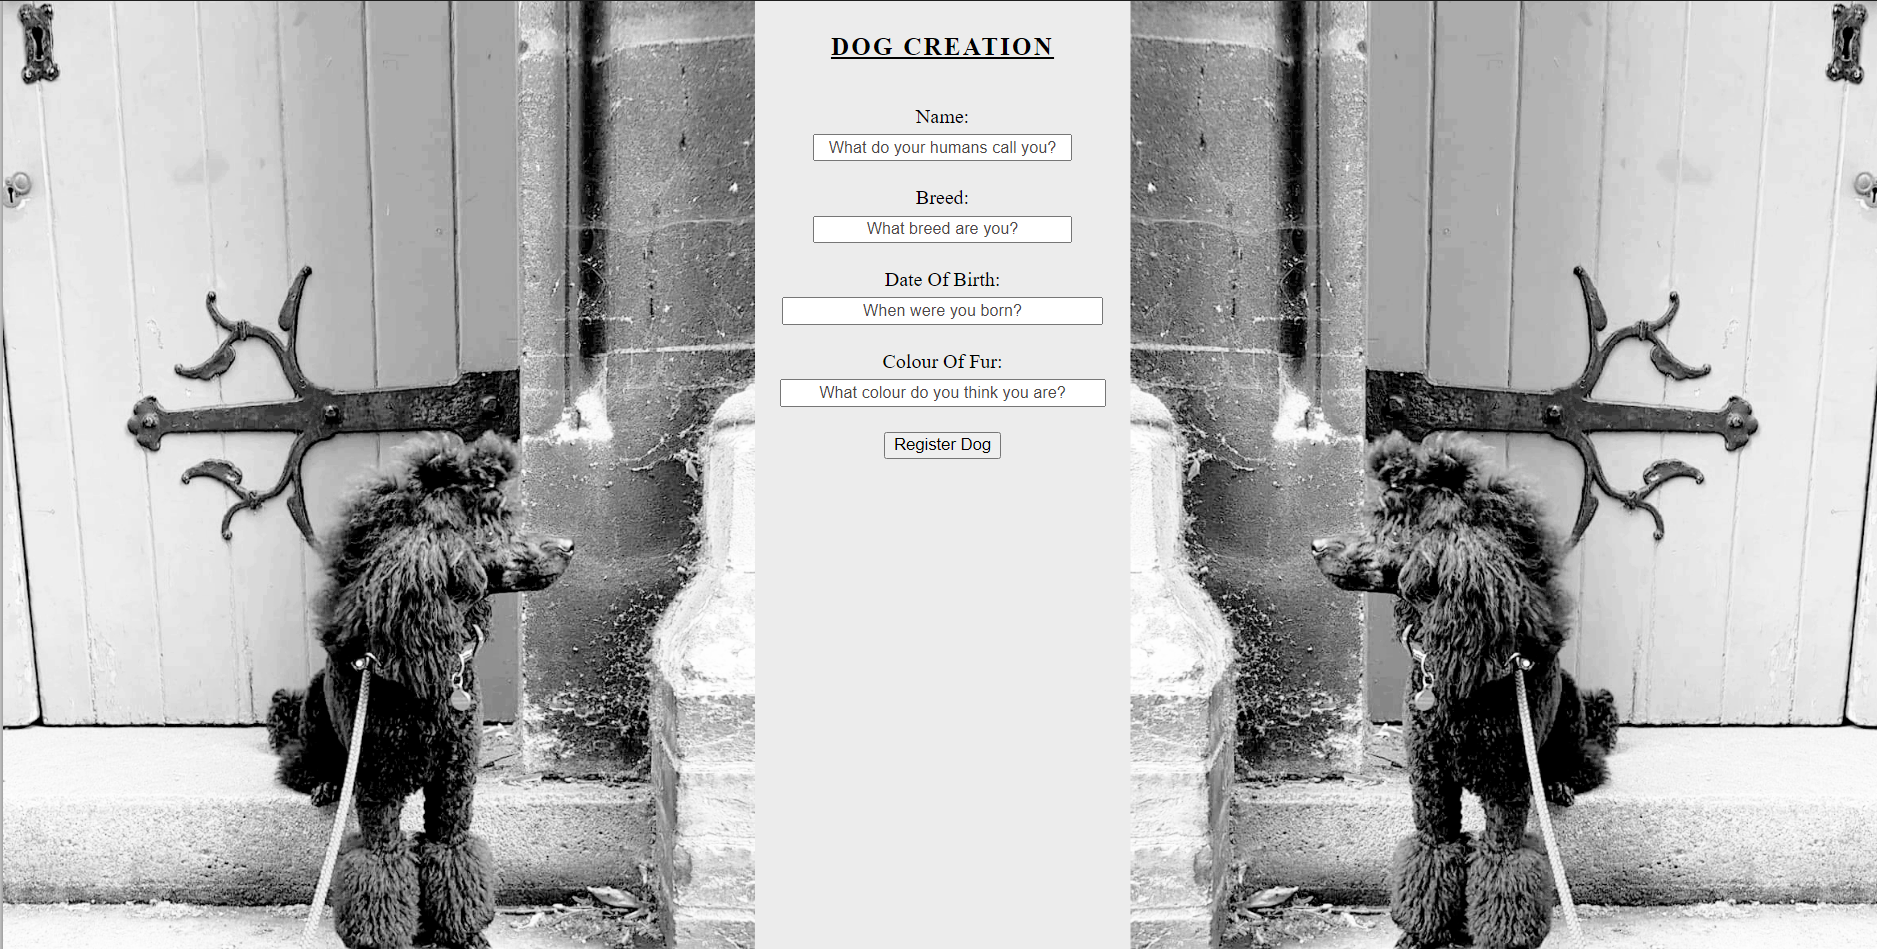 DOG CREATION
Name:
What do your humans call you?
Breed:
What breed are you?
Date Of Birth:
When were you born?
Colour Of Fur:
What colour do you think you are?
Register Dog